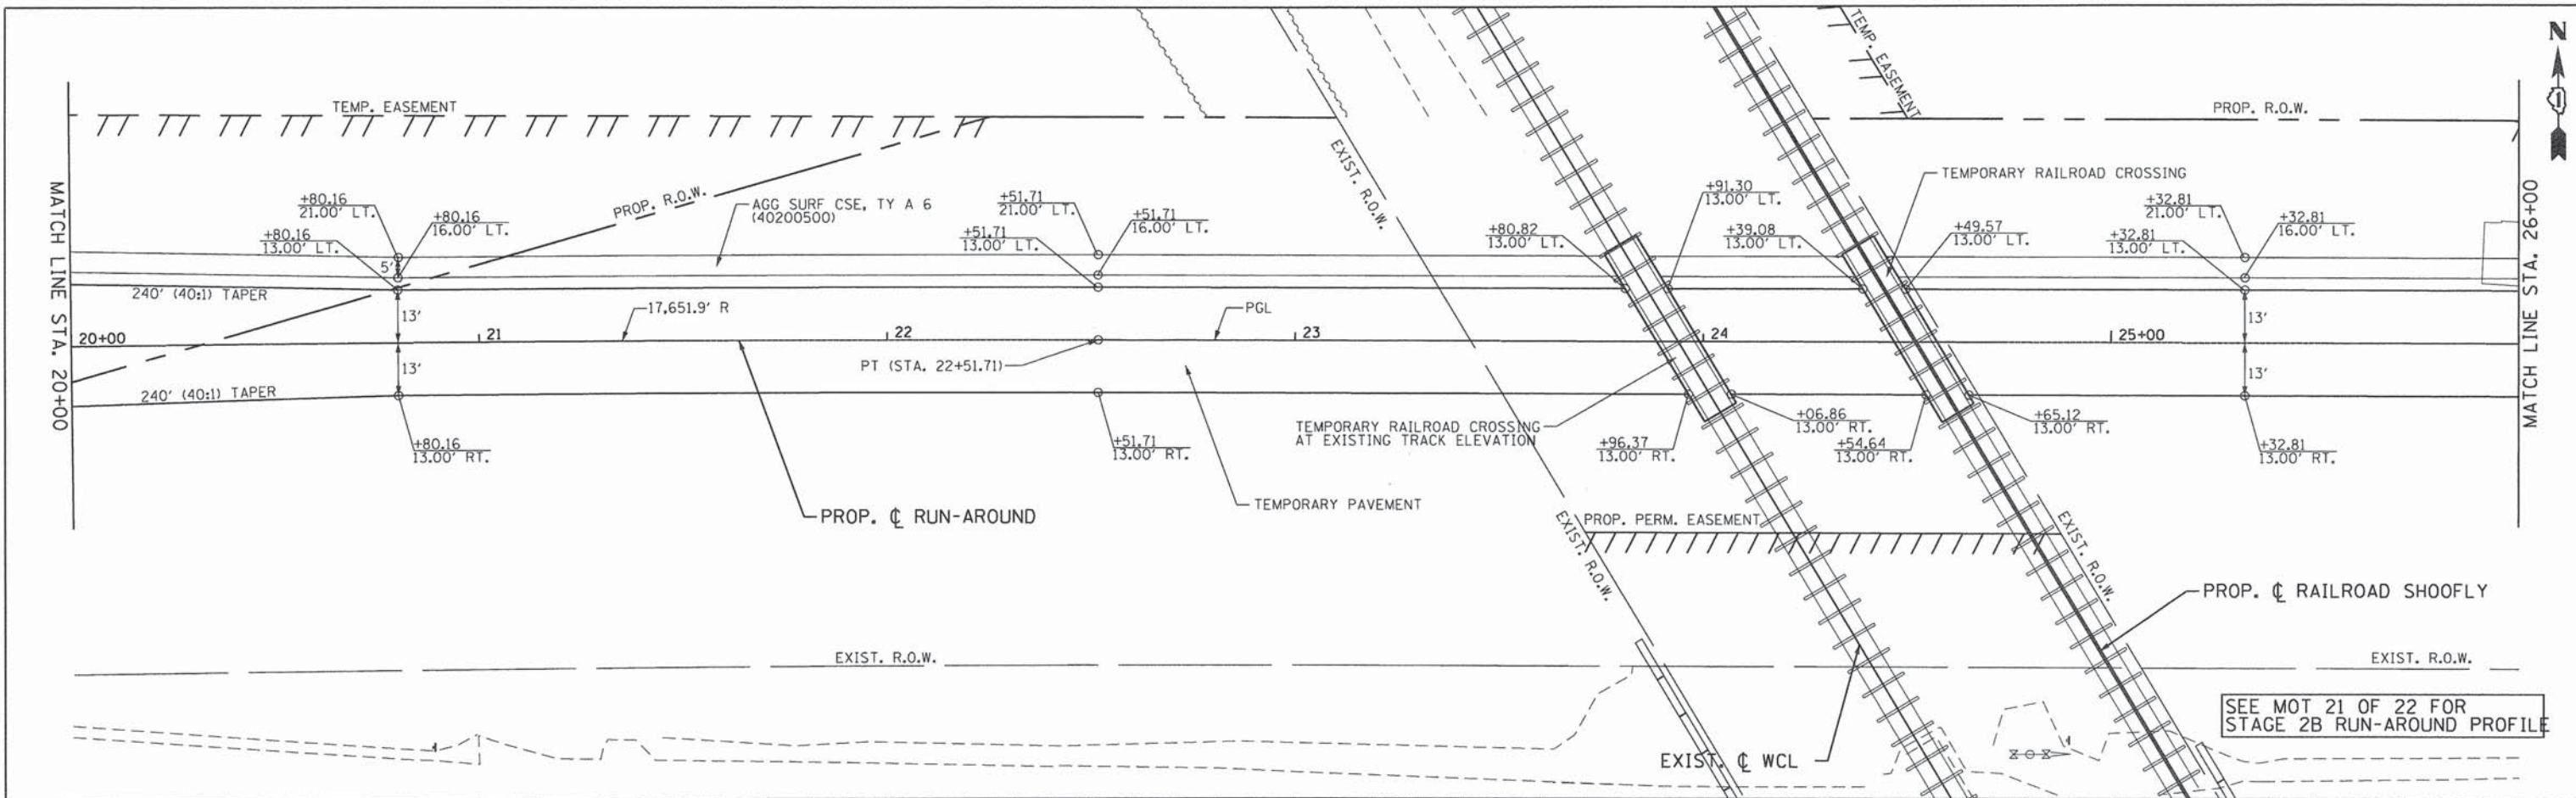 N
TEMP. EASEMENT
TEMP. EASEMENT
PROP. R.O.W.
MATCH LINE STA. 20+00
MATCH LINE STA. 26+00
PROP. R.O.W.
EXIST. R.O.W.
AGG SURF CSE, TY A 6
(40200500)
TEMPORARY RAILROAD CROSSING
+80.16
21.00' LT.
+80.16
16.00' LT.
+80.16
13.00' LT.
5'
+51.71
21.00' LT.
+51.71
16.00' LT.
+51.71
13.00' LT.
+80.82
13.00' LT.
+91.30
13.00' LT.
+39.08
13.00' LT.
+49.57
13.00' LT.
+32.81
21.00' LT.
+32.81
16.00' LT.
+32.81
13.00' LT.
240' (40:1) TAPER
17,651.9' R
PGL
13'
13'
20+00
21
22
23
24
25+00
PT (STA. 22+51.71)
13'
13'
240' (40:1) TAPER
+80.16
13.00' RT.
+51.71
13.00' RT.
TEMPORARY RAILROAD CROSSING
AT EXISTING TRACK ELEVATION
+96.37
13.00' RT.
+06.86
13.00' RT.
+54.64
13.00' RT.
+65.12
13.00' RT.
+32.81
13.00' RT.
PROP. ℄ RUN-AROUND
TEMPORARY PAVEMENT
PROP. PERM. EASEMENT
EXIST. R.O.W.
EXIST. R.O.W.
PROP. ℄ RAILROAD SHOOFLY
EXIST. R.O.W.
EXIST. R.O.W.
SEE MOT 21 OF 22 FOR
STAGE 2B RUN-AROUND PROFILE
EXIST. ℄ WCL